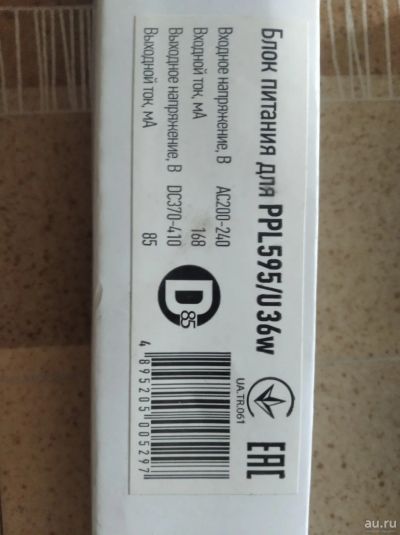 Блок питания для PPL595/U36w
Входное напряжение, В AC200-240
Входной ток, мА 168
Выходное напряжение, В DC370-410
Выходной ток, мА 85
D 85
UA.TR.061
EAC
4 895205 005297
au.ru